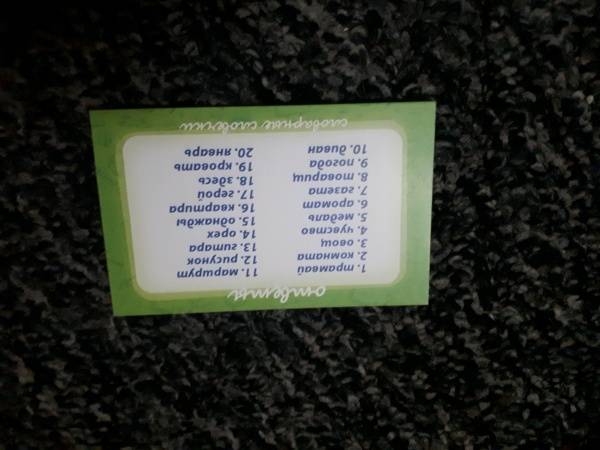 ответы
1. трамвай
2. комната
3. овощ
4. чувство
5. медаль
6. аромат
7. газета
8. товарищ
9. погода
10. диван
11. маршрут
12. рисунок
13. гитара
14. орех
15. однажды
16. квартира
17. герой
18. здесь
19. кровать
20. январь
словарные словечки